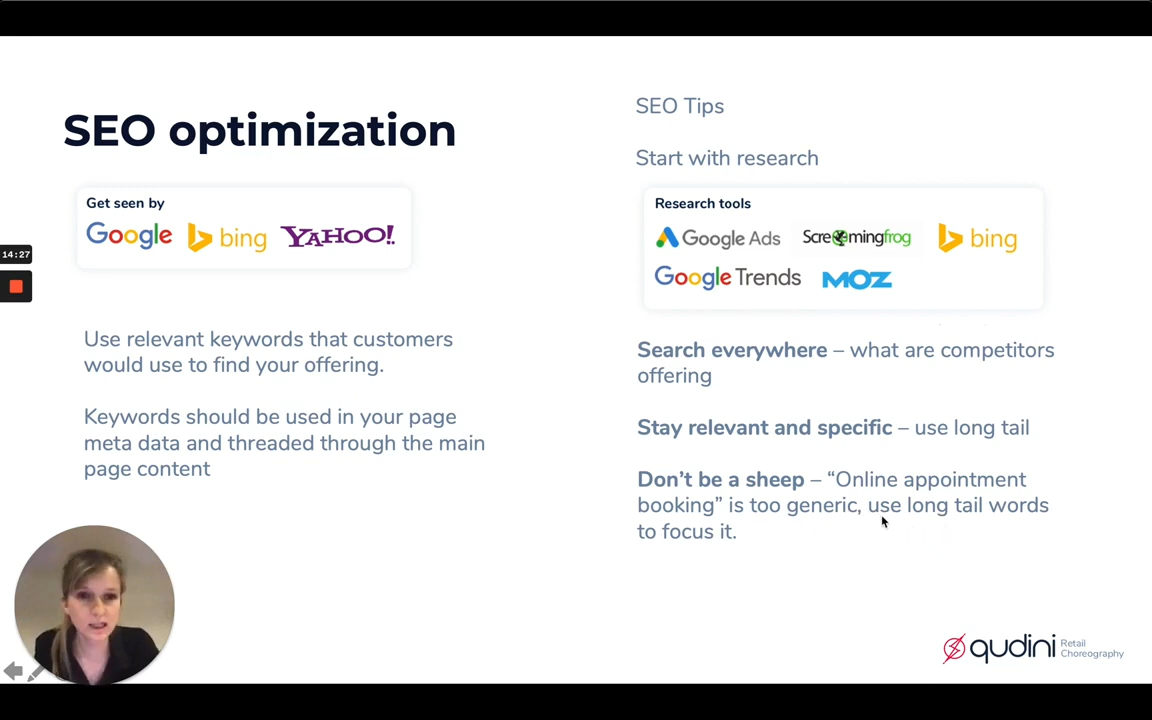 SEO optimization
Get seen by
Google bing YAHOO!
14:27
Use relevant keywords that customers
would use to find your offering.
Keywords should be used in your page
meta data and threaded through the main
page content
SEO Tips
Start with research
Research tools
Google Ads Screamingfrog bing
Google Trends MOZ
Search everywhere – what are competitors
offering
Stay relevant and specific – use long tail
Don’t be a sheep – “Online appointment
booking” is too generic, use long tail words
to focus it.
qudini Retail
Choreography